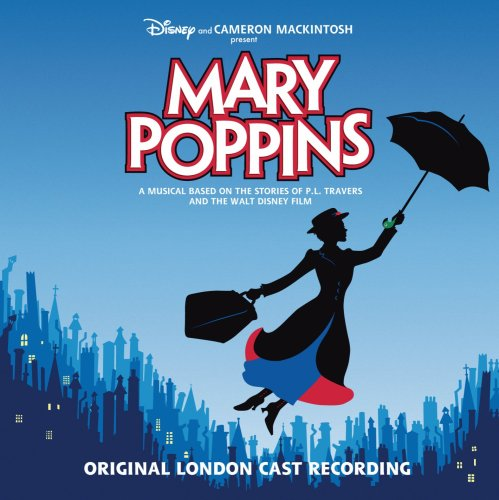 Disney and CAMERON MACKINTOSH
present
MARY
POPPINS
A MUSICAL BASED ON THE STORIES OF P.L. TRAVERS
AND THE WALT DISNEY FILM
ORIGINAL LONDON CAST RECORDING